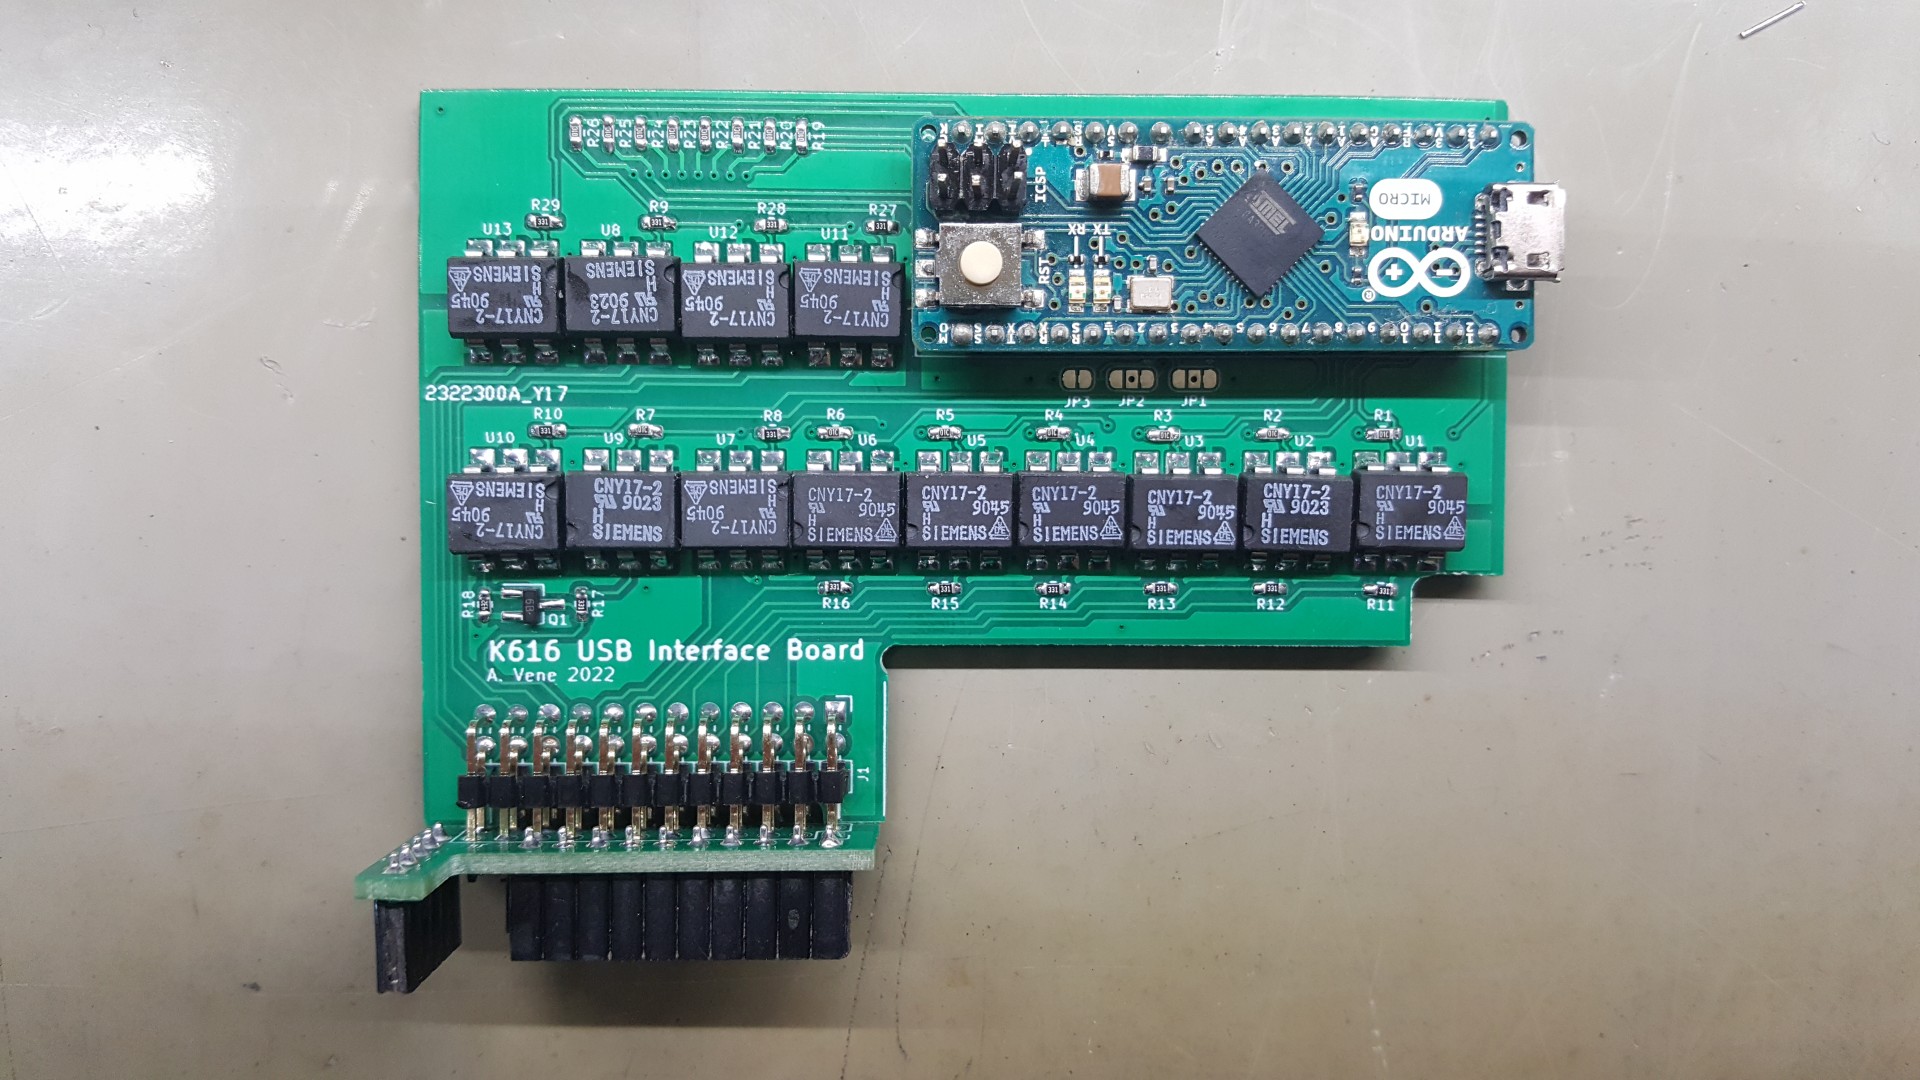 R26 R25 R24 R23 R22 R21 R20 R19
R29 R9 R28 R27
U13 U8 U12 U11
SIEMENS
H
9045
CNY17-2
SIEMENS
H
9023
CNY17-2
SIEMENS
H
9045
CNY17-2
SIEMENS
H
9045
CNY17-2
ICSP
TX RX
RST
ATMEL
MICRO
ARDUINO
2322300A_Y17
JP3 JP2 JP1
R10 R7 R8 R6 R5 R4 R3 R2 R1
U10 U9 U7 U6 U5 U4 U3 U2 U1
SIEMENS
H
9045
CNY17-2
CNY17-2
9023
H
SIEMENS
SIEMENS
H
9045
CNY17-2
CNY17-2
9045
H
SIEMENS
CNY17-2
9045
H
SIEMENS
CNY17-2
9045
H
SIEMENS
CNY17-2
9045
H
SIEMENS
CNY17-2
9023
H
SIEMENS
CNY17-2
9045
H
SIEMENS
R18 Q1 R17
R16 R15 R14 R13 R12 R11
K616 USB Interface Board
A. Vene 2022
J1